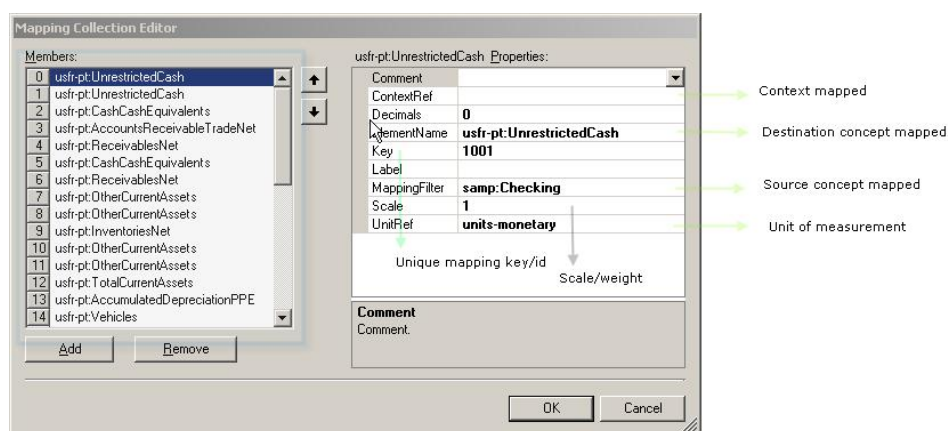 Mapping Collection Editor
Members:
0 usfr-pt:UnrestrictedCash
1 usfr-pt:UnrestrictedCash
2 usfr-pt:CashCashEquivalents
3 usfr-pt:AccountsReceivableTradeNet
4 usfr-pt:ReceivablesNet
5 usfr-pt:CashCashEquivalents
6 usfr-pt:ReceivablesNet
7 usfr-pt:OtherCurrentAssets
8 usfr-pt:OtherCurrentAssets
9 usfr-pt:InventoriesNet
10 usfr-pt:OtherCurrentAssets
11 usfr-pt:OtherCurrentAssets
12 usfr-pt:TotalCurrentAssets
13 usfr-pt:AccumulatedDepreciationPPE
14 usfr-pt:Vehicles
Add Remove
usfr-pt:UnrestrictedCash Properties:
Comment
ContextRef
Decimals 0
ElementName usfr-pt:UnrestrictedCash
Key 1001
Label
MappingFilter samp:Checking
Scale 1
UnitRef units-monetary
Unique mapping key/id
Scale/weight
Comment
Comment.
OK Cancel
Context mapped
Destination concept mapped
Source concept mapped
Unit of measurement